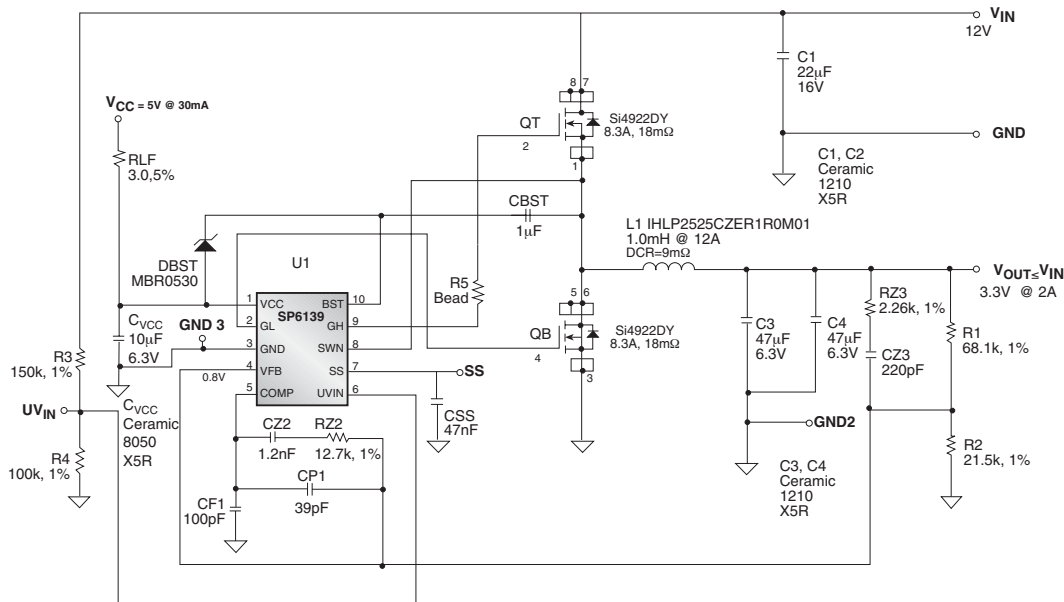 VIN
12V
C1
22μF
16V
GND
C1, C2
Ceramic
1210
X5R
VCC = 5V @ 30mA
RLF
3.0,5%
8 7
QT
2
Si4922DY
8.3A, 18mΩ
1
CBST
1μF
DBST
MBR0530
U1
R5
Bead
L1 IHLP2525CZER1R0M01
1.0mH @ 12A
DCR=9mΩ
VOUT≤VIN
3.3V @ 2A
1 VCC BST 10
2 GL GH 9
3 GND SWN 8
4 VFB SS 7
5 COMP UVIN 6
SP6139
CVCC
10μF
6.3V
GND 3
0.8V
5 6
QB
4
Si4922DY
8.3A, 18mΩ
3
C3
47μF
6.3V
C4
47μF
6.3V
RZ3
2.26k, 1%
CZ3
220pF
R1
68.1k, 1%
R2
21.5k, 1%
R3
150k, 1%
UVIN
R4
100k, 1%
CVCC
Ceramic
8050
X5R
SS
CSS
47nF
CZ2
1.2nF
RZ2
12.7k, 1%
CP1
39pF
CF1
100pF
GND2
C3, C4
Ceramic
1210
X5R